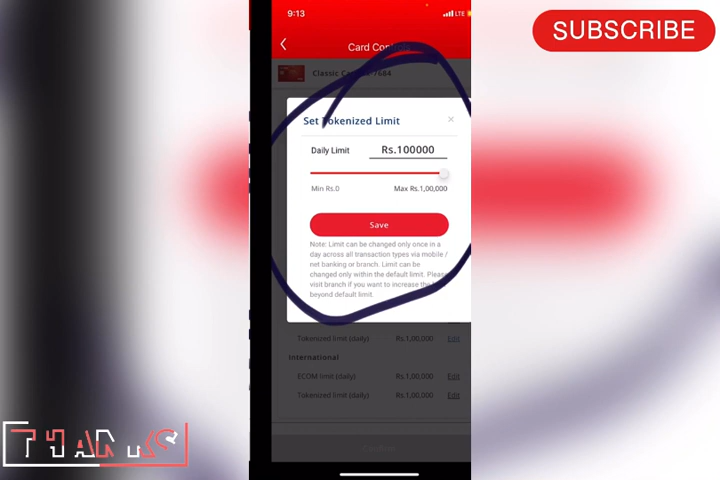 9:13
LTE
SUBSCRIBE
Card Con
Classic Ca 7684
Set Tokenized Limit
×
Daily Limit
Rs.100000
Min Rs.0
Max Rs.1,00,000
Save
Note: Limit can be changed only once in a
day across all transaction types via mobile /
net banking or branch. Limit can be
changed only within the default limit. Please
visit branch if you want to increase the
beyond default limit.
Tokenized limit (daily)
Rs.1,00,000
Edit
International
ECOM limit (daily)
Rs.1,00,000
Edit
Tokenized limit (daily)
Rs.1,00,000
Edit
Confirm